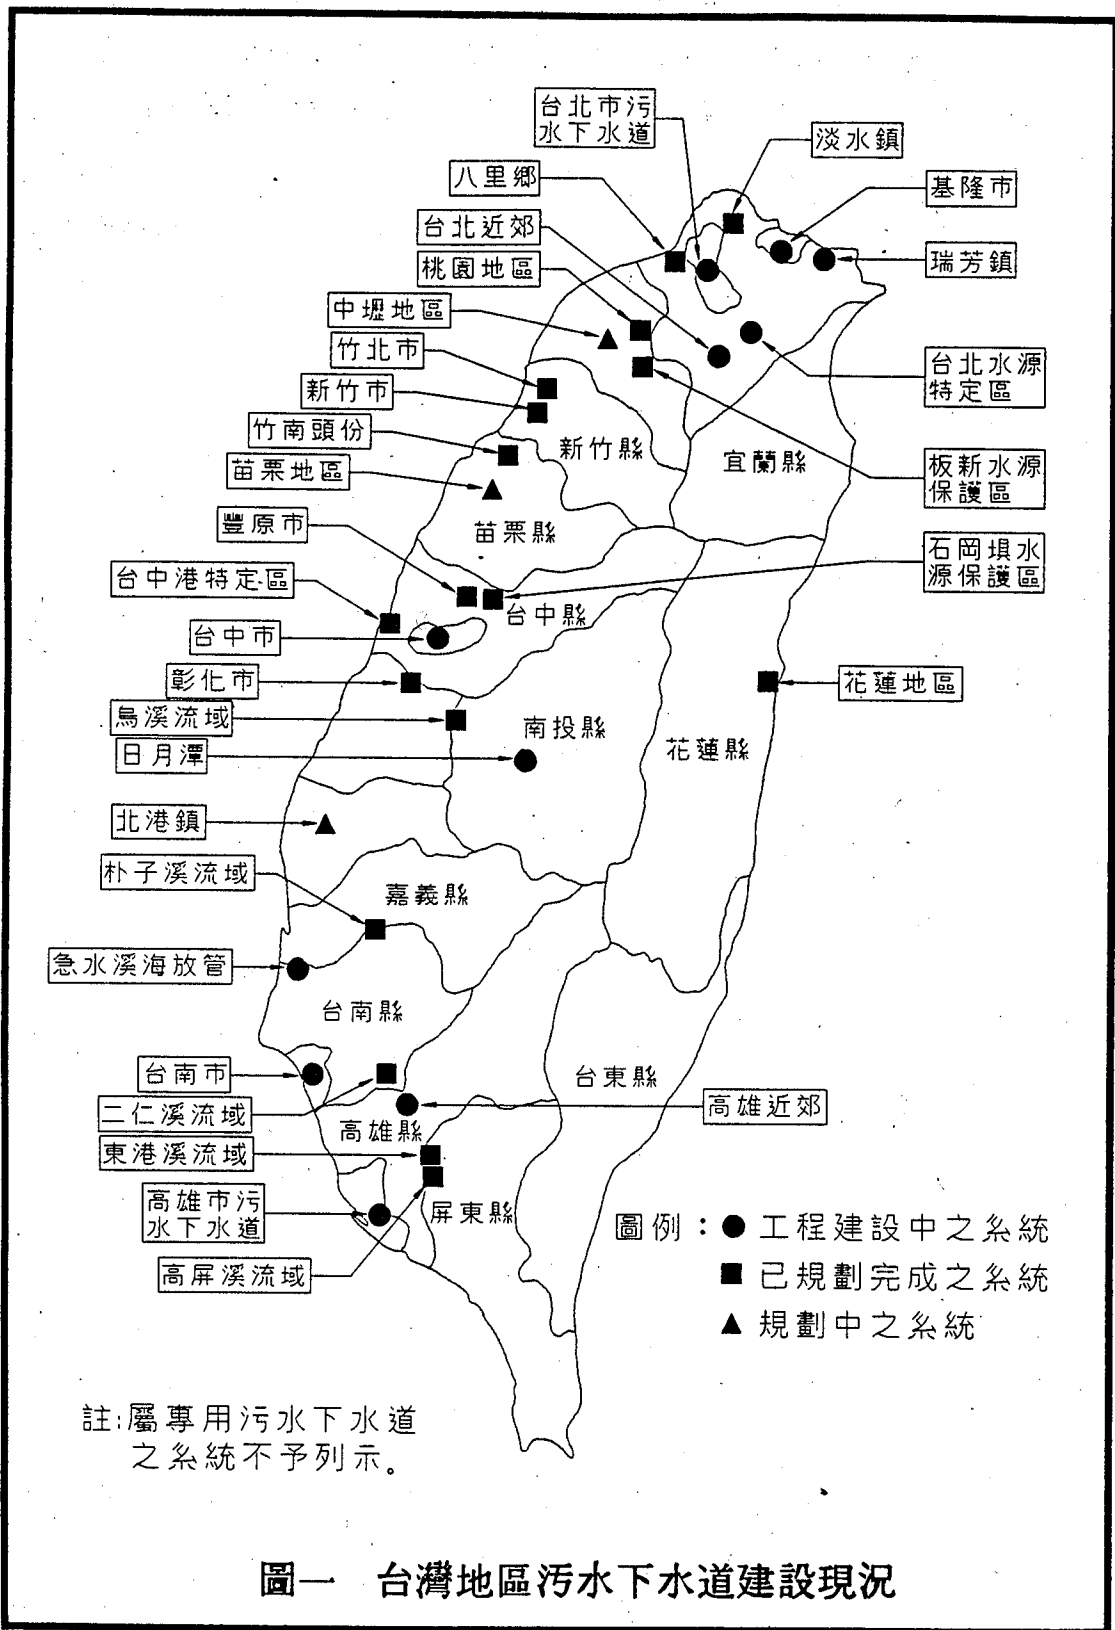 台北市污
水下水道
淡水鎮
八里鄉
基隆市
台北近郊
瑞芳鎮
桃園地區
中壢地區
竹北市
台北水源
特定區
新竹市
竹南頭份
新竹縣
宜蘭縣
板新水源
保護區
苗栗地區
豐原市
苗栗縣
石岡埧水
源保護區
台中港特定區
台中縣
台中市
彰化市
花蓮地區
烏溪流域
南投縣
花蓮縣
日月潭
北港鎮
朴子溪流域
嘉義縣
急水溪海放管
台南縣
台南市
台東縣
二仁溪流域
高雄近郊
高雄縣
東港溪流域
高雄市污
水下水道
屏東縣
高屏溪流域
圖例：● 工程建設中之系統
■ 已規劃完成之系統
▲ 規劃中之系統
註:屬專用污水下水道
之系統不予列示。
圖一 台灣地區污水下水道建設現況